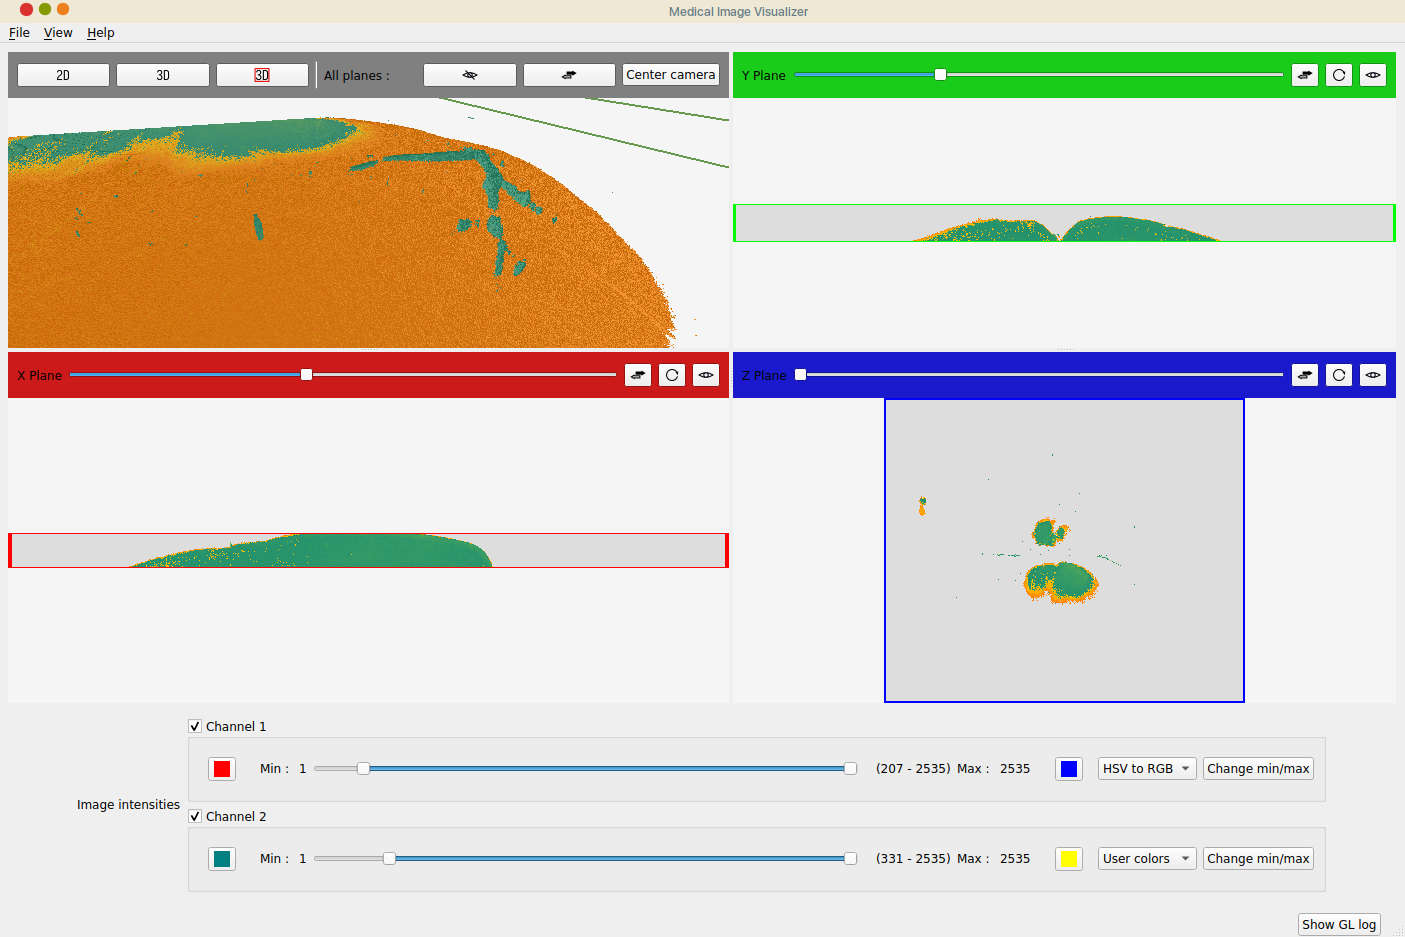 Medical Image Visualizer
File View Help
2D 3D 3D All planes : Center camera
Y Plane
X Plane
Z Plane
Channel 1
Min : 1 (207 - 2535) Max : 2535 HSV to RGB Change min/max
Image intensities
Channel 2
Min : 1 (331 - 2535) Max : 2535 User colors Change min/max
Show GL log